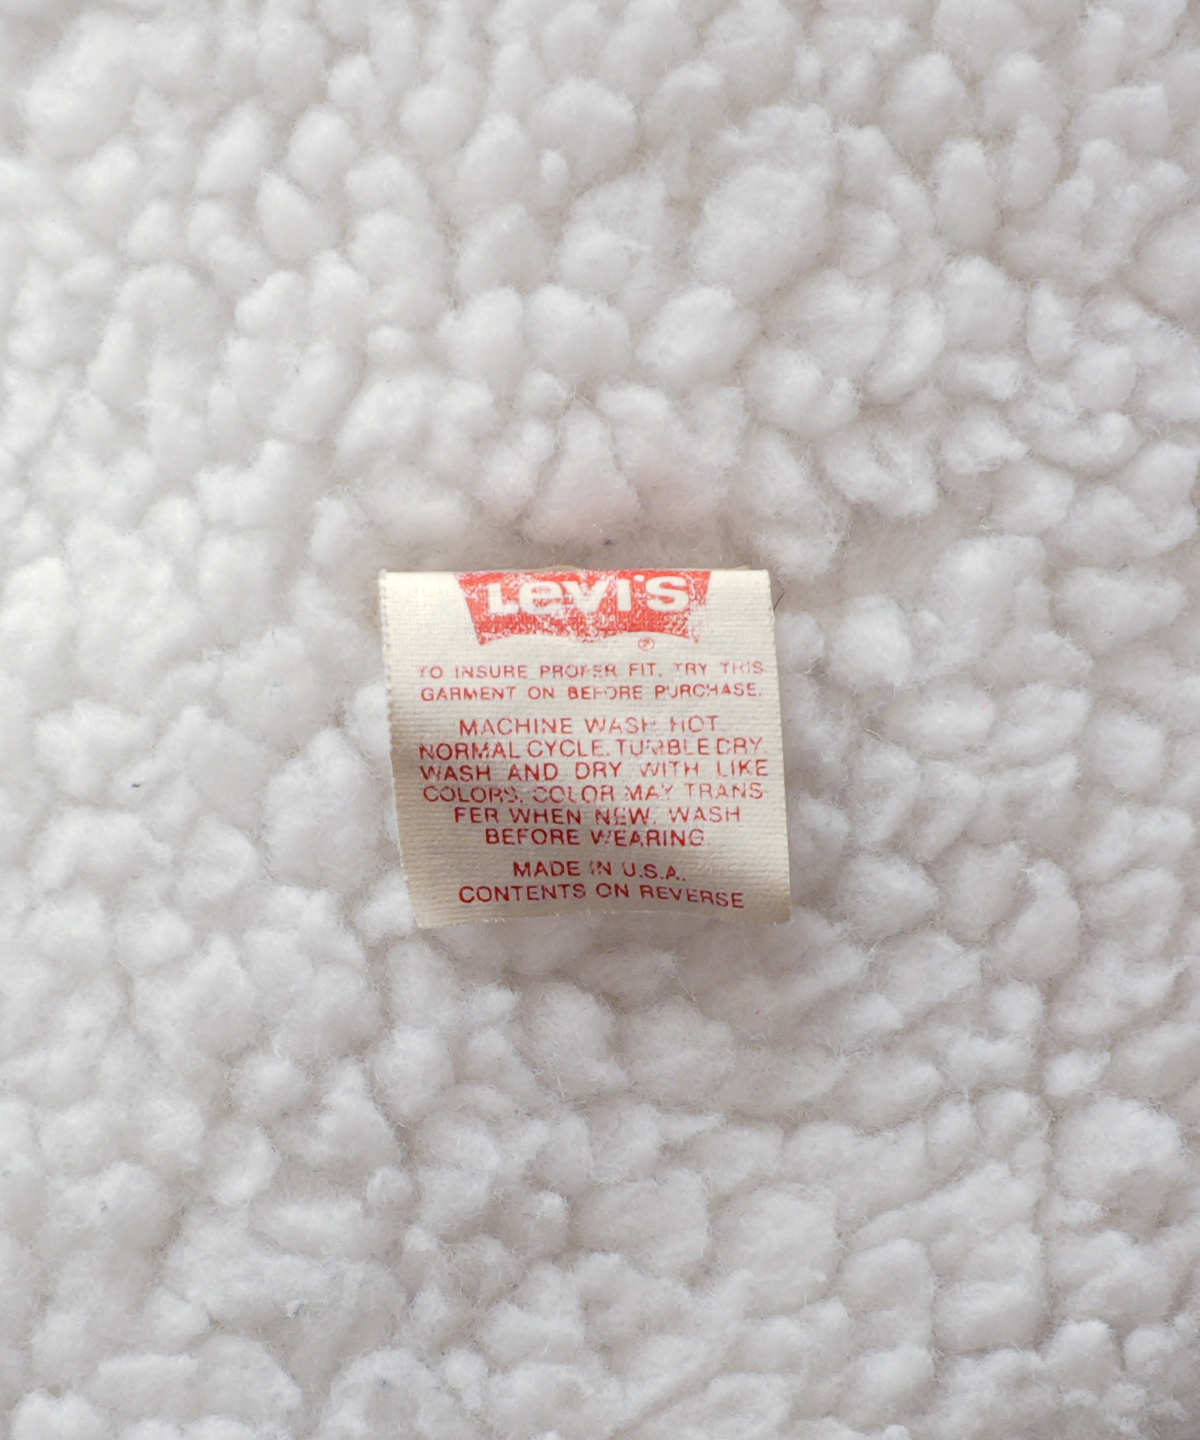 Levi's
®
TO INSURE PROPER FIT, TRY THIS
GARMENT ON BEFORE PURCHASE.
MACHINE WASH HOT
NORMAL CYCLE. TUMBLE DRY.
WASH AND DRY WITH LIKE
COLORS, COLOR MAY TRANS-
FER WHEN NEW. WASH
BEFORE WEARING.
MADE IN U.S.A.
CONTENTS ON REVERSE